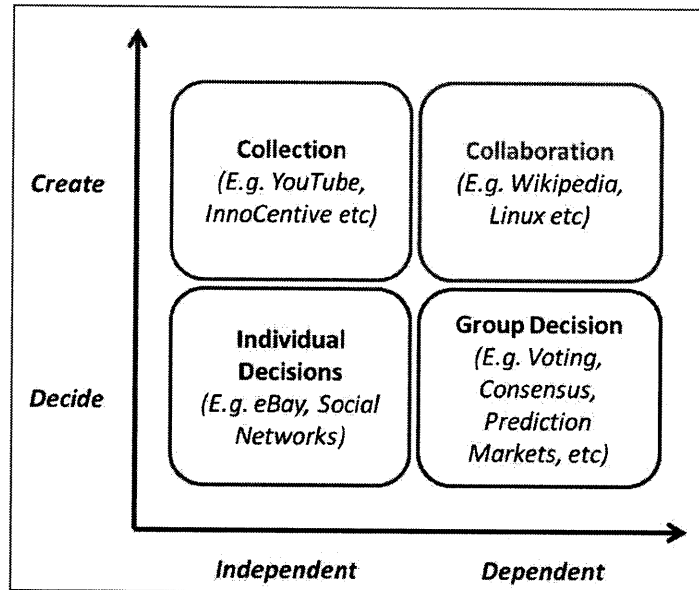 Create
Collection
(E.g. YouTube,
InnoCentive etc)
Collaboration
(E.g. Wikipedia,
Linux etc)
Decide
Individual
Decisions
(E.g. eBay, Social
Networks)
Group Decision
(E.g. Voting,
Consensus,
Prediction
Markets, etc)
Independent
Dependent